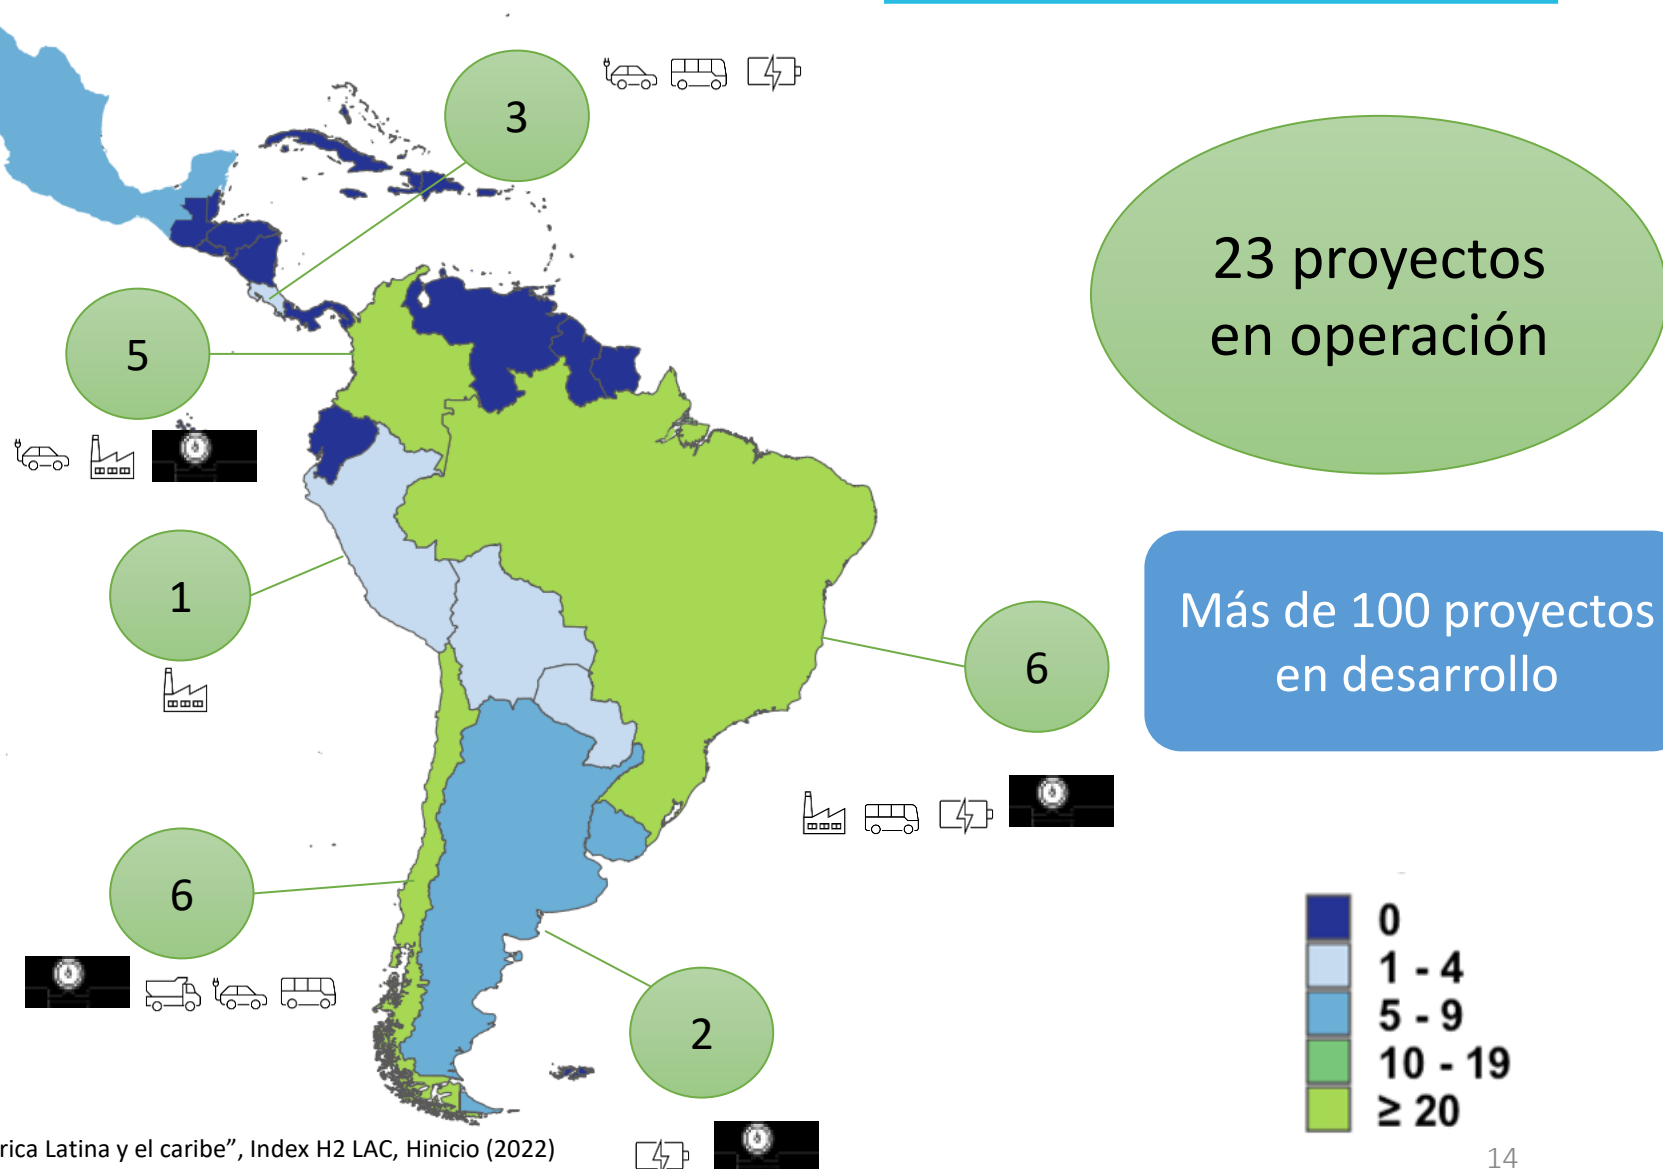 3
23 proyectos
en operación
5
1
Más de 100 proyectos
en desarrollo
6
6
2
0
1 - 4
5 - 9
10 - 19
≥ 20
rica Latina y el caribe”, Index H2 LAC, Hinicio (2022)
14